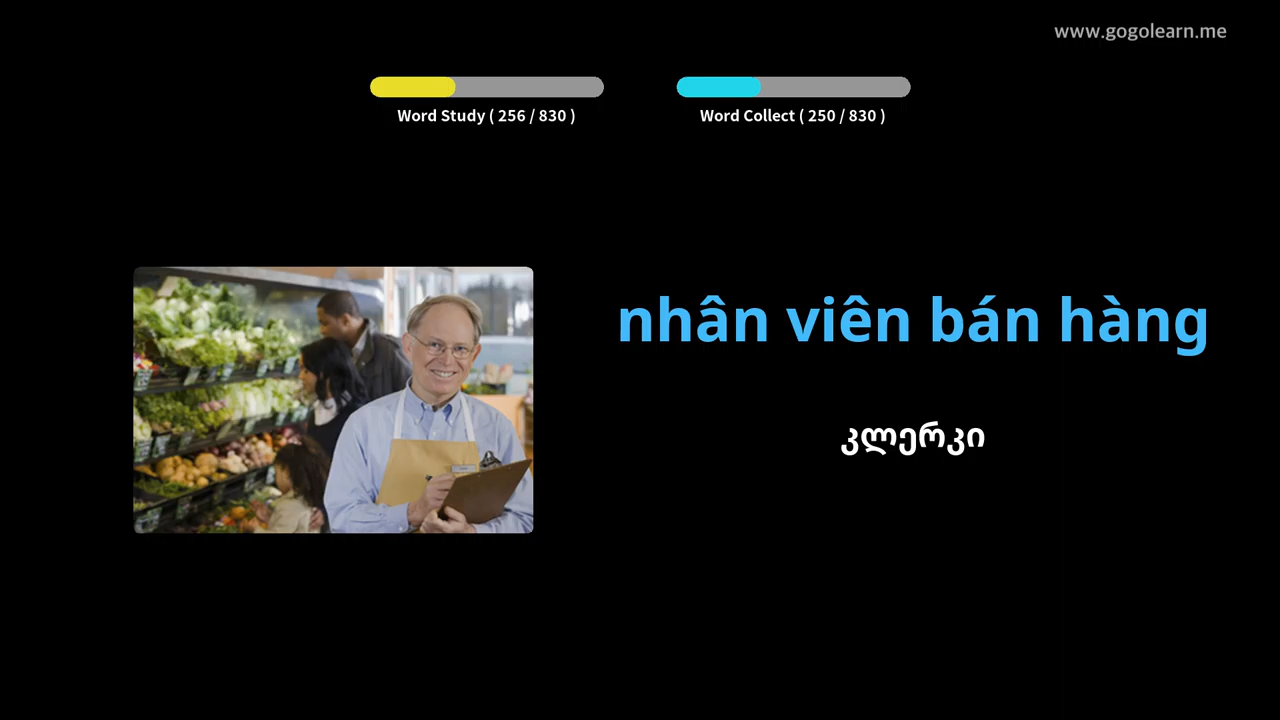 www.gogolearn.me
Word Study ( 256 / 830 )
Word Collect ( 250 / 830 )
nhân viên bán hàng
კლერკი